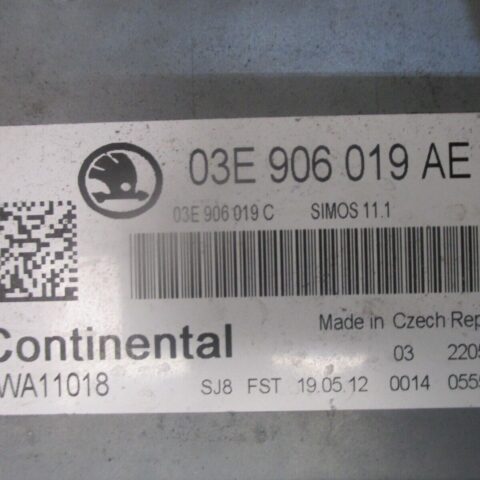 03E 906 019 AE
03E 906 019 C SIMOS 11.1
Continental
Made in Czech Rep
03 2205
WA11018
SJ8 FST 19.05.12 0014 0555